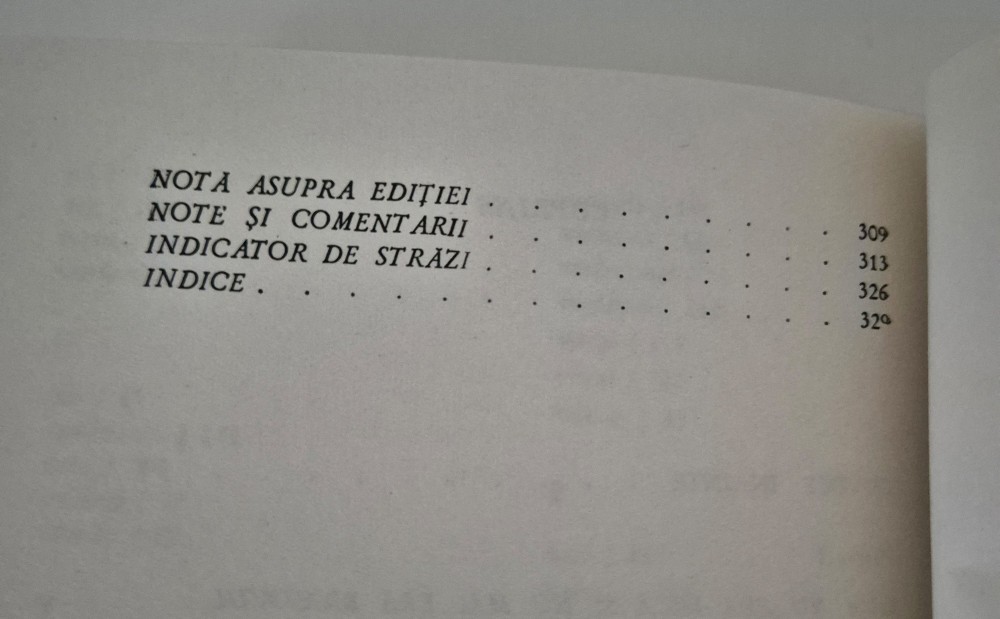 NOTĂ ASUPRA EDIȚIEI . . . . . . . . . 309
NOTE ȘI COMENTARII . . . . . . . . . 313
INDICATOR DE STRĂZI . . . . . . . . . 326
INDICE . . . . . . . . . . . . . .